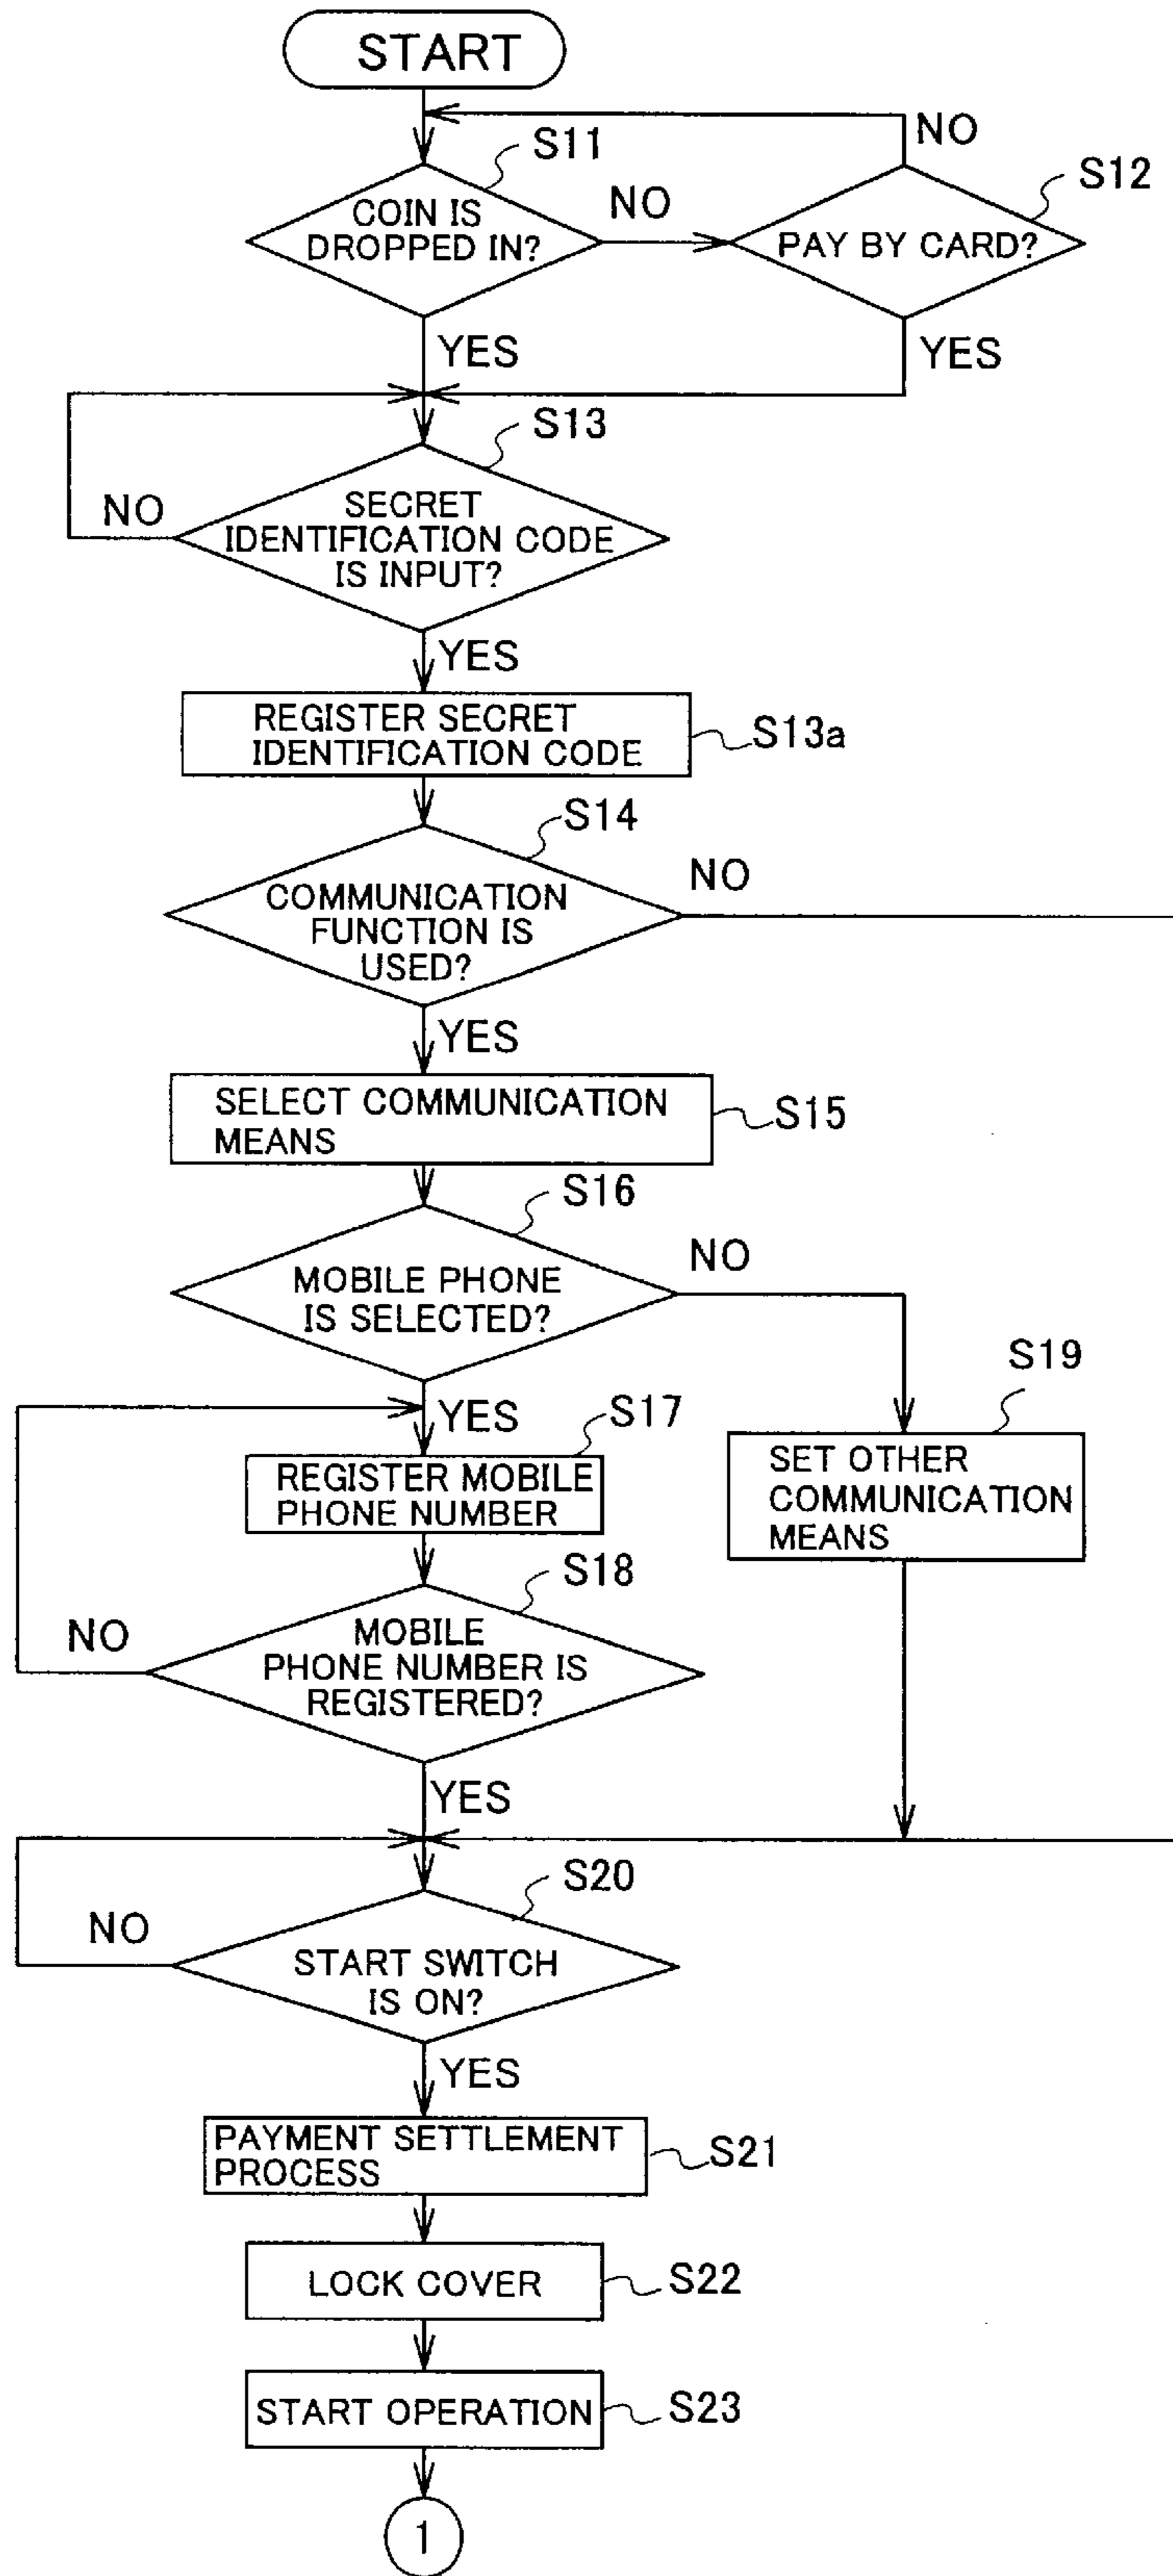 START
S11
NO
S12
COIN IS
DROPPED IN?
NO
PAY BY CARD?
YES
YES
S13
NO
SECRET
IDENTIFICATION CODE
IS INPUT?
YES
REGISTER SECRET
IDENTIFICATION CODE
S13a
S14
COMMUNICATION
FUNCTION IS
USED?
NO
YES
SELECT COMMUNICATION
MEANS
S15
S16
MOBILE PHONE
IS SELECTED?
NO
YES
S17
S19
REGISTER MOBILE
PHONE NUMBER
SET OTHER
COMMUNICATION
MEANS
S18
NO
MOBILE
PHONE NUMBER IS
REGISTERED?
YES
S20
NO
START SWITCH
IS ON?
YES
PAYMENT SETTLEMENT
PROCESS
S21
LOCK COVER
S22
START OPERATION
S23
1